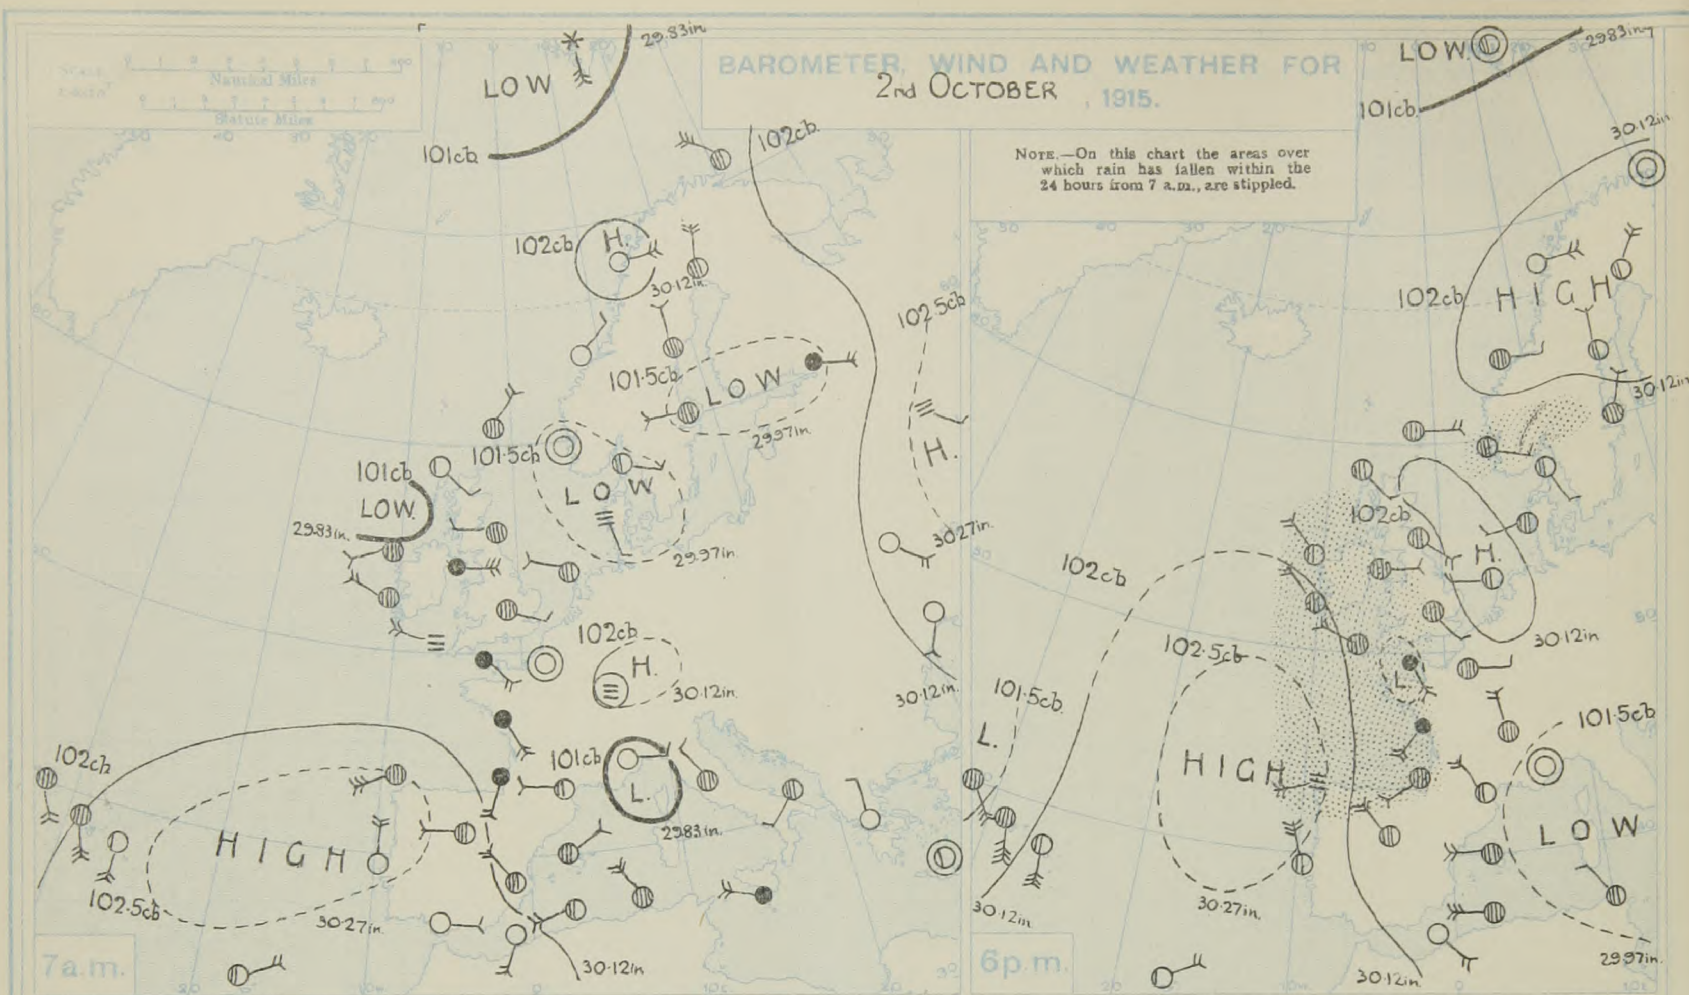 Nautical Miles
Statute Miles
BAROMETER, WIND AND WEATHER FOR
2nd OCTOBER , 1915.
NOTE.—On this chart the areas over
which rain has fallen within the
24 hours from 7 a.m., are stippled.
LOW
29.83in.
101cb.
102cb.
102cb
H.
30.12in.
102.5cb
101.5cb
LOW
29.97in.
H.
30.27in.
101cb
LOW.
29.83in.
101.5cb
LOW
29.97in.
102cb
H.
30.12in.
30.12in.
102cb
101cb
L.
29.83in.
HIGH
102.5cb
30.27in.
30.12in
7a.m.
LOW
29.83in.
101cb.
30.12in.
102cb
HIGH
30.12in
102cb
102cb
H.
30.12in.
102.5cb
101.5cb.
L.
L
101.5cb
HIGH
LOW
30.12in.
30.27in.
29.97in.
30.12in.
6p.m.